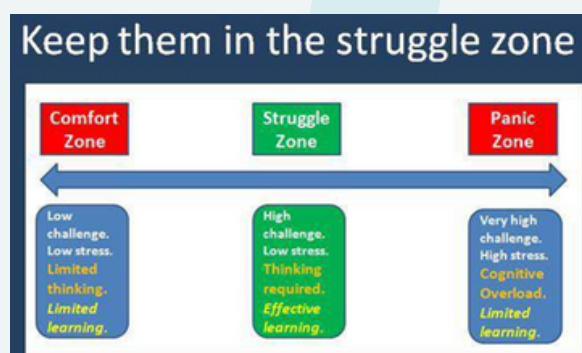 Keep them in the struggle zone
Comfort
Zone
Struggle
Zone
Panic
Zone
Low
challenge.
Low stress.
Limited
thinking.
Limited
learning.
High
challenge.
Low stress.
Thinking
required.
Effective
learning.
Very high
challenge.
High stress.
Cognitive
Overload.
Limited
learning.